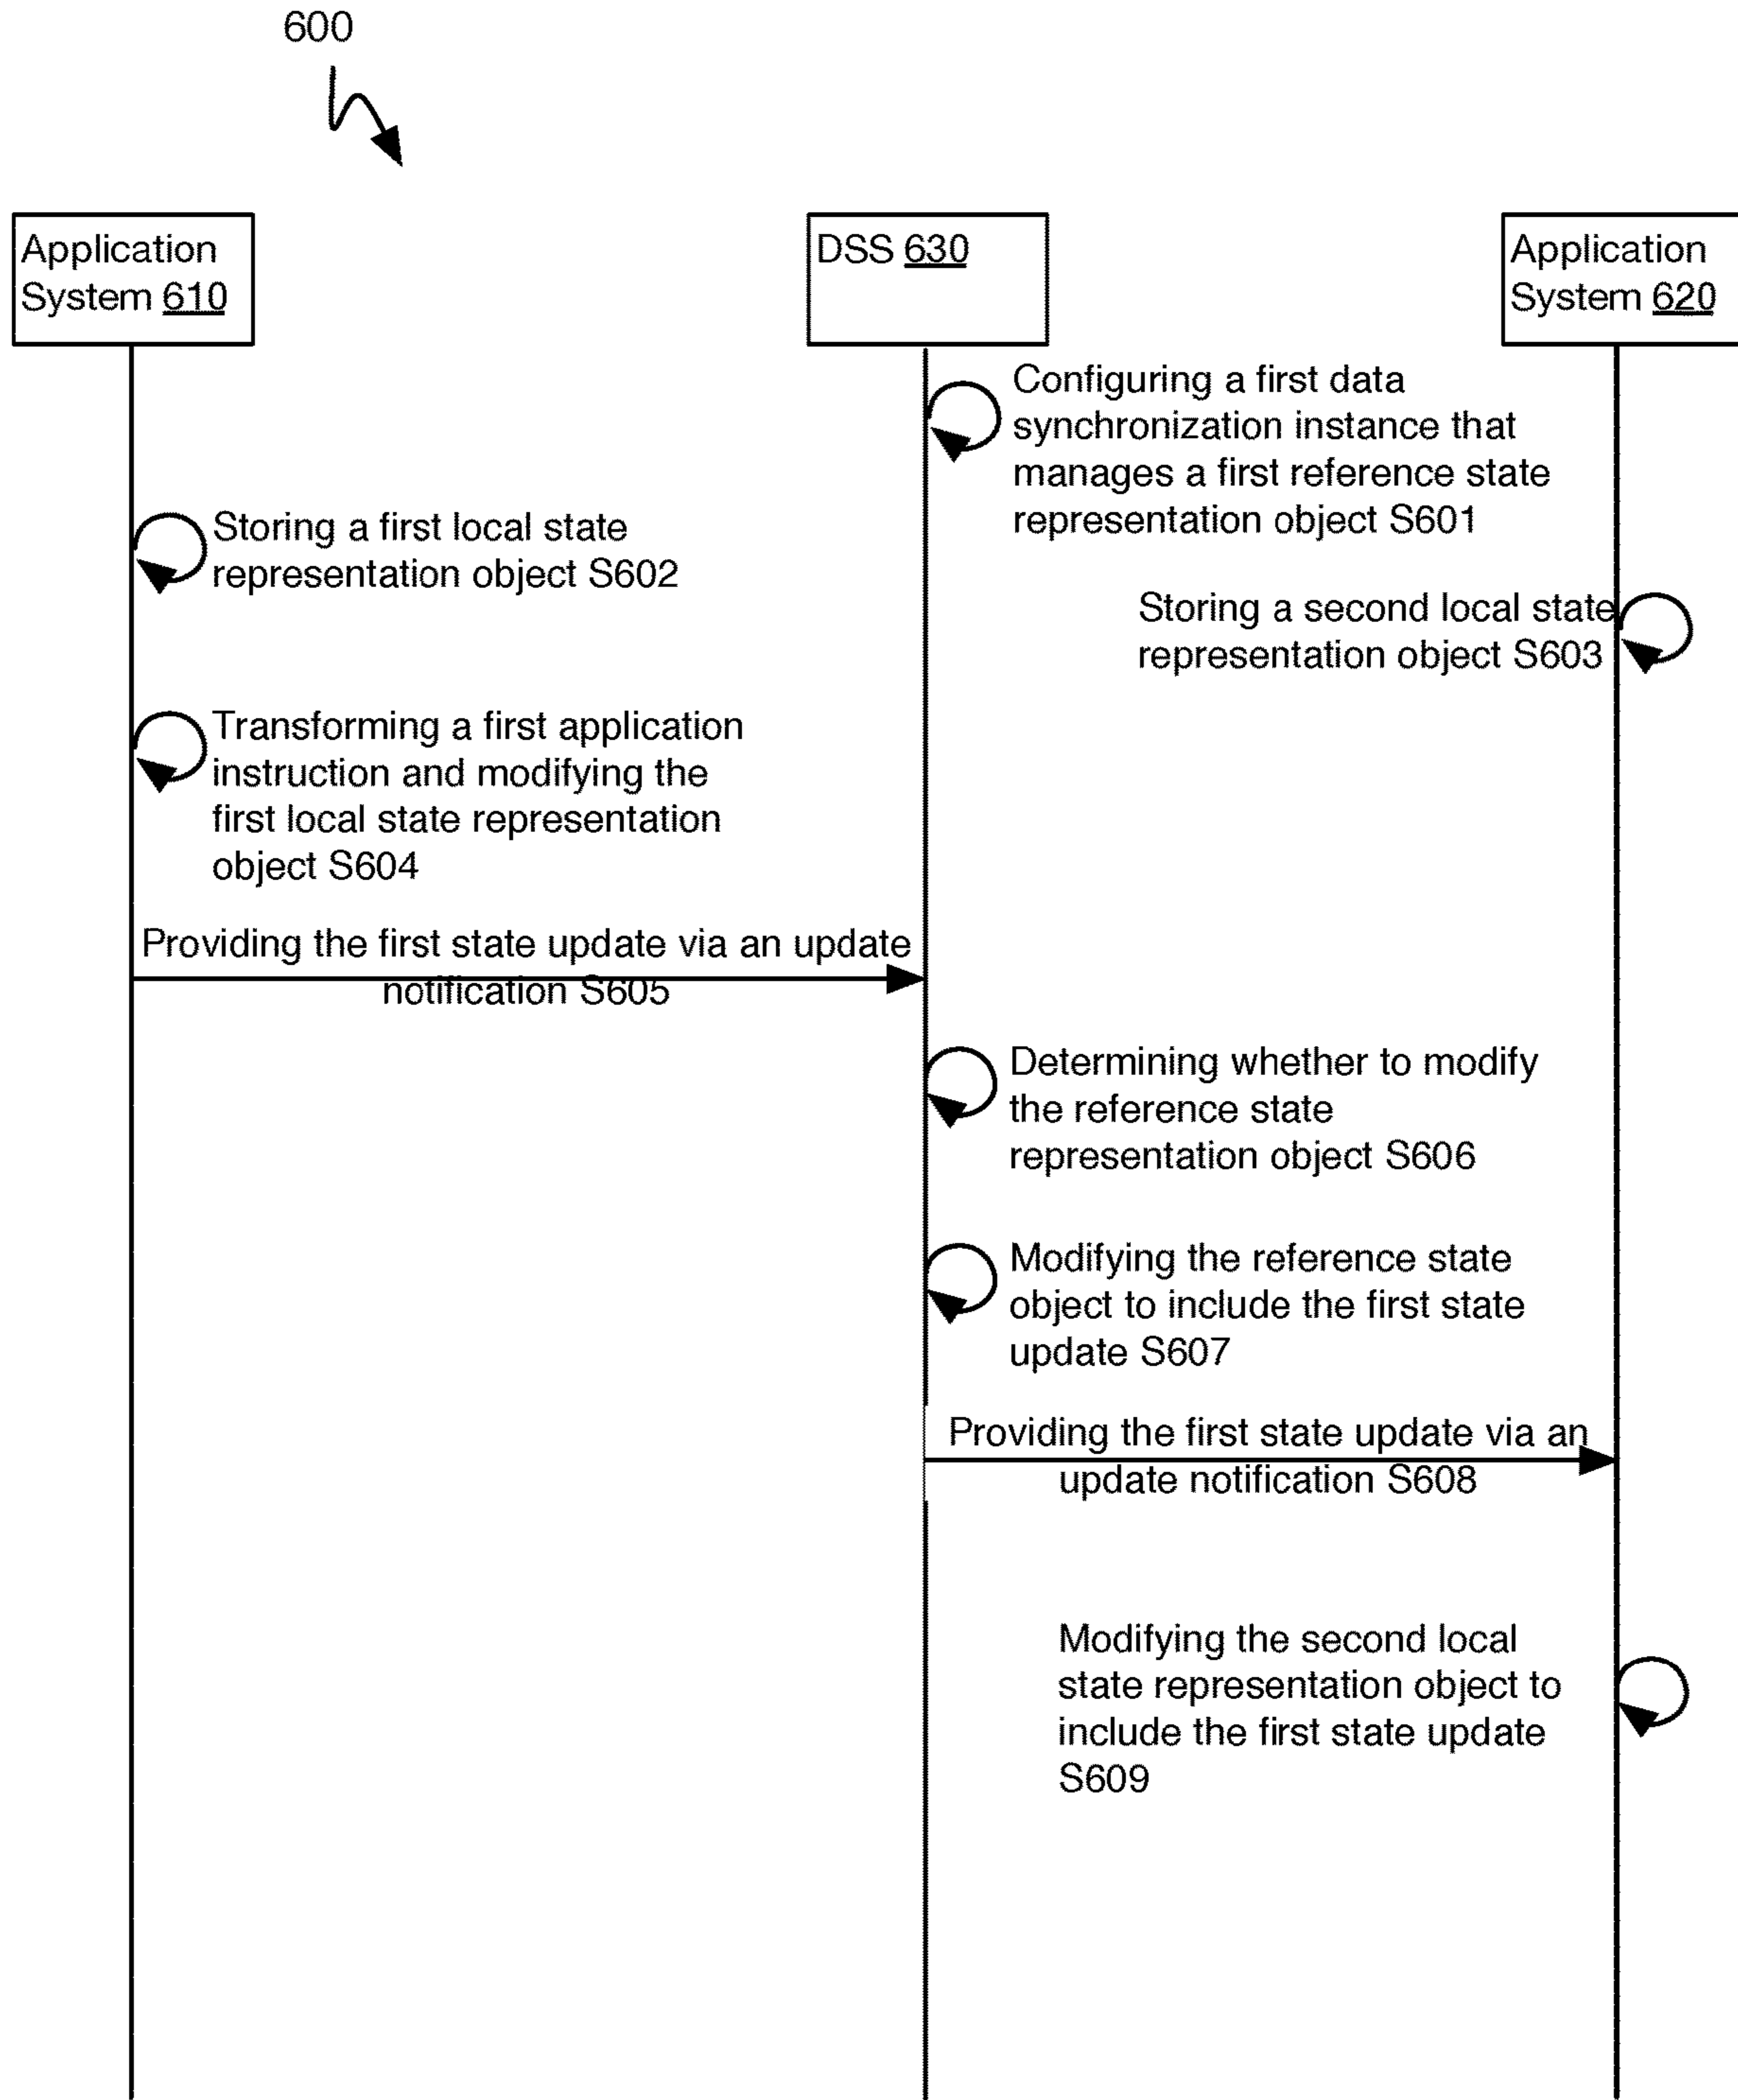 600
Application
System 610
DSS 630
Application
System 620
Configuring a first data
synchronization instance that
manages a first reference state
representation object S601
Storing a first local state
representation object S602
Storing a second local state
representation object S603
Transforming a first application
instruction and modifying the
first local state representation
object S604
Providing the first state update via an update
notification S605
Determining whether to modify
the reference state
representation object S606
Modifying the reference state
object to include the first state
update S607
Providing the first state update via an
update notification S608
Modifying the second local
state representation object to
include the first state update
S609